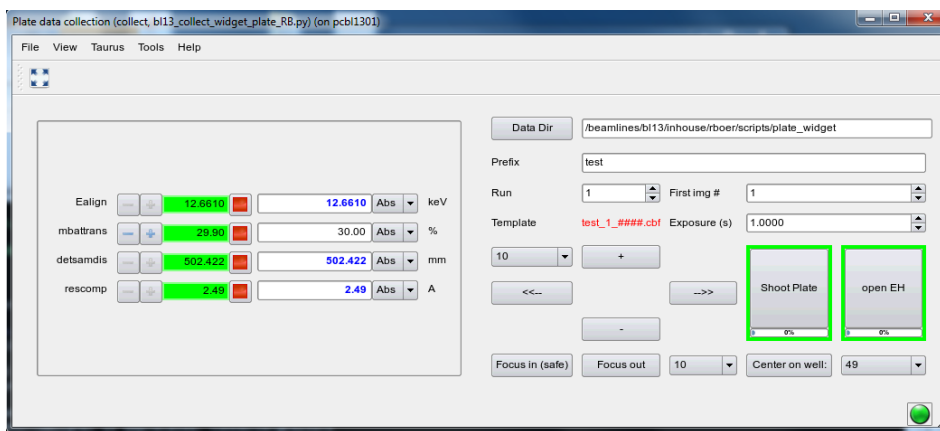 Plate data collection (collect, bl13_collect_widget_plate_RB.py) (on pcbl1301)
File View Taurus Tools Help
Data Dir /beamlines/bl13/inhouse/rboer/scripts/plate_widget
Prefix test
Run 1 First img # 1
Template test_1_####.cbf Exposure (s) 1.0000
Ealign 12.6610 12.6610 Abs keV
mbattrans 29.90 30.00 Abs %
detsamdis 502.422 502.422 Abs mm
rescomp 2.49 2.49 Abs A
10 +
<<-- -->>
-
Shoot Plate open EH
0% 0%
Focus in (safe) Focus out 10 Center on well: 49